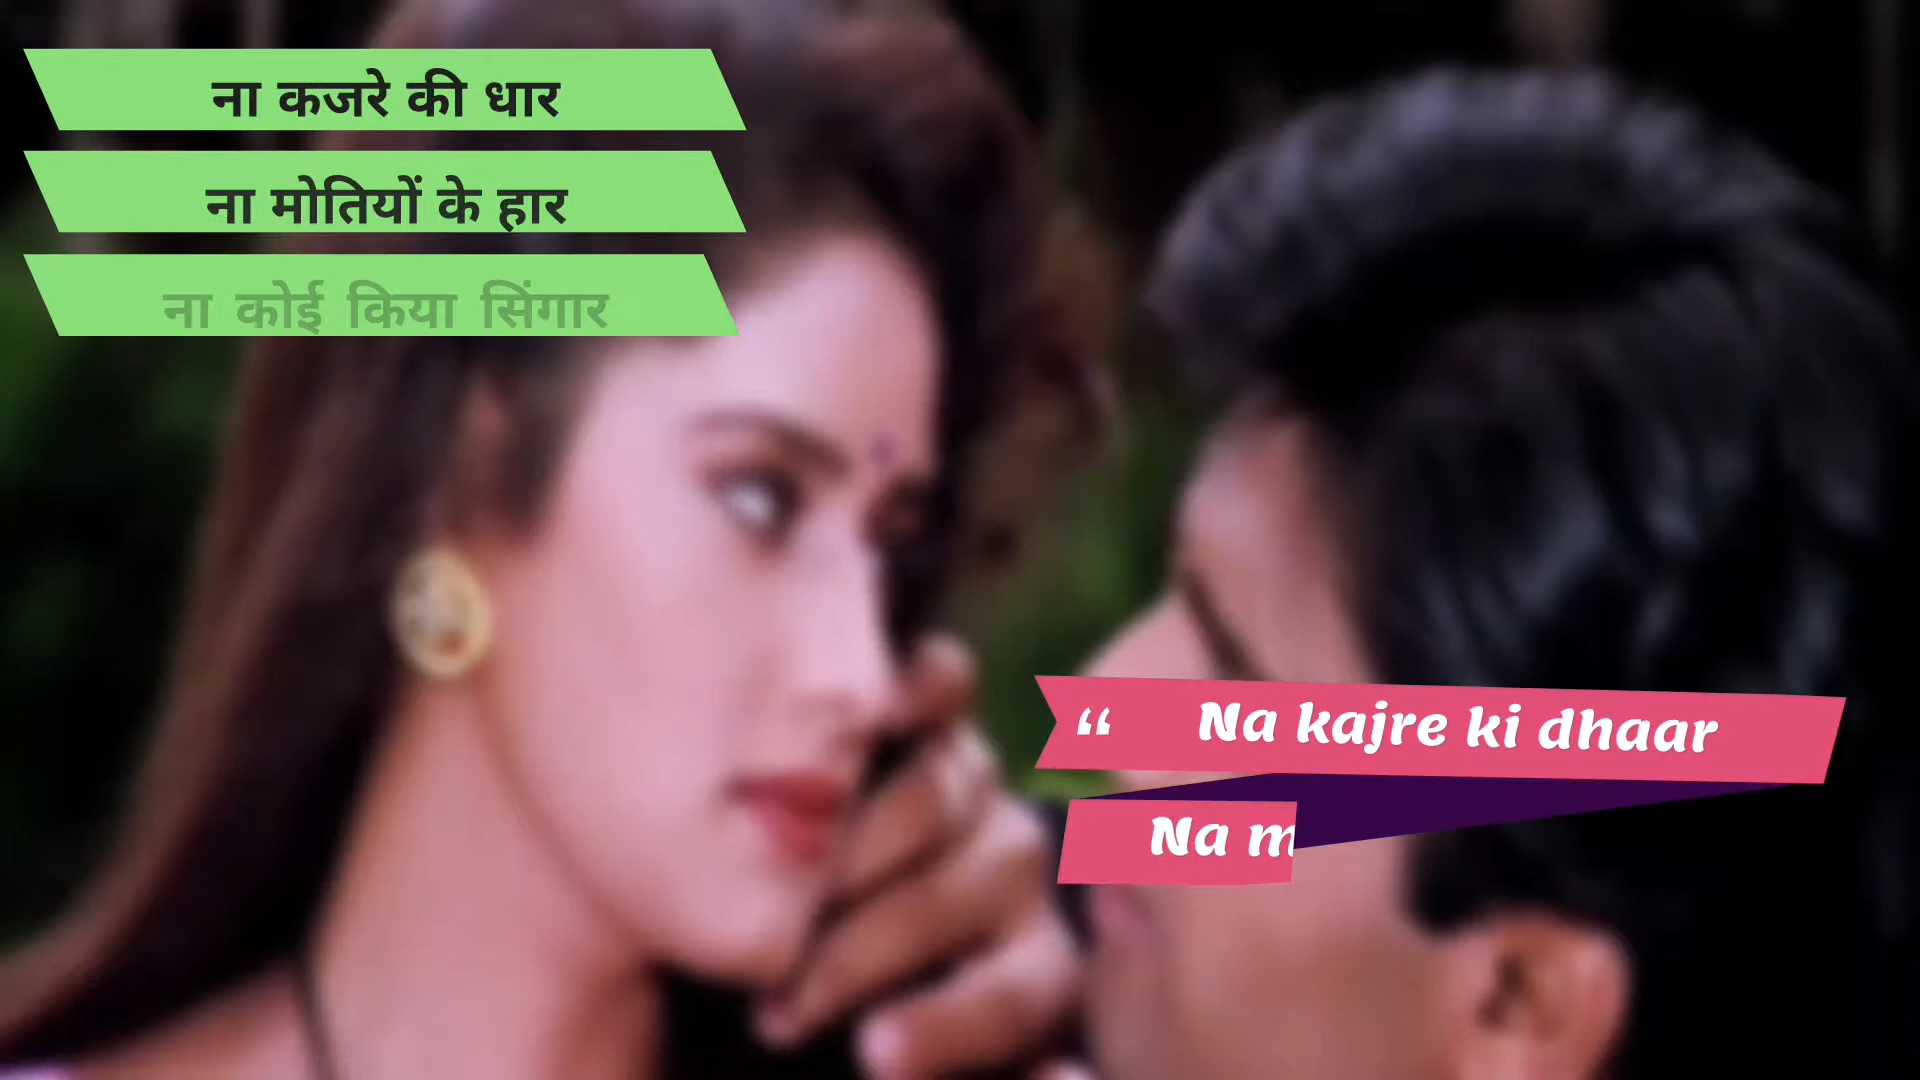 ना कजरे की धार
ना मोतियों के हार
ना कोई किया सिंगार
“ Na kajre ki dhaar
Na